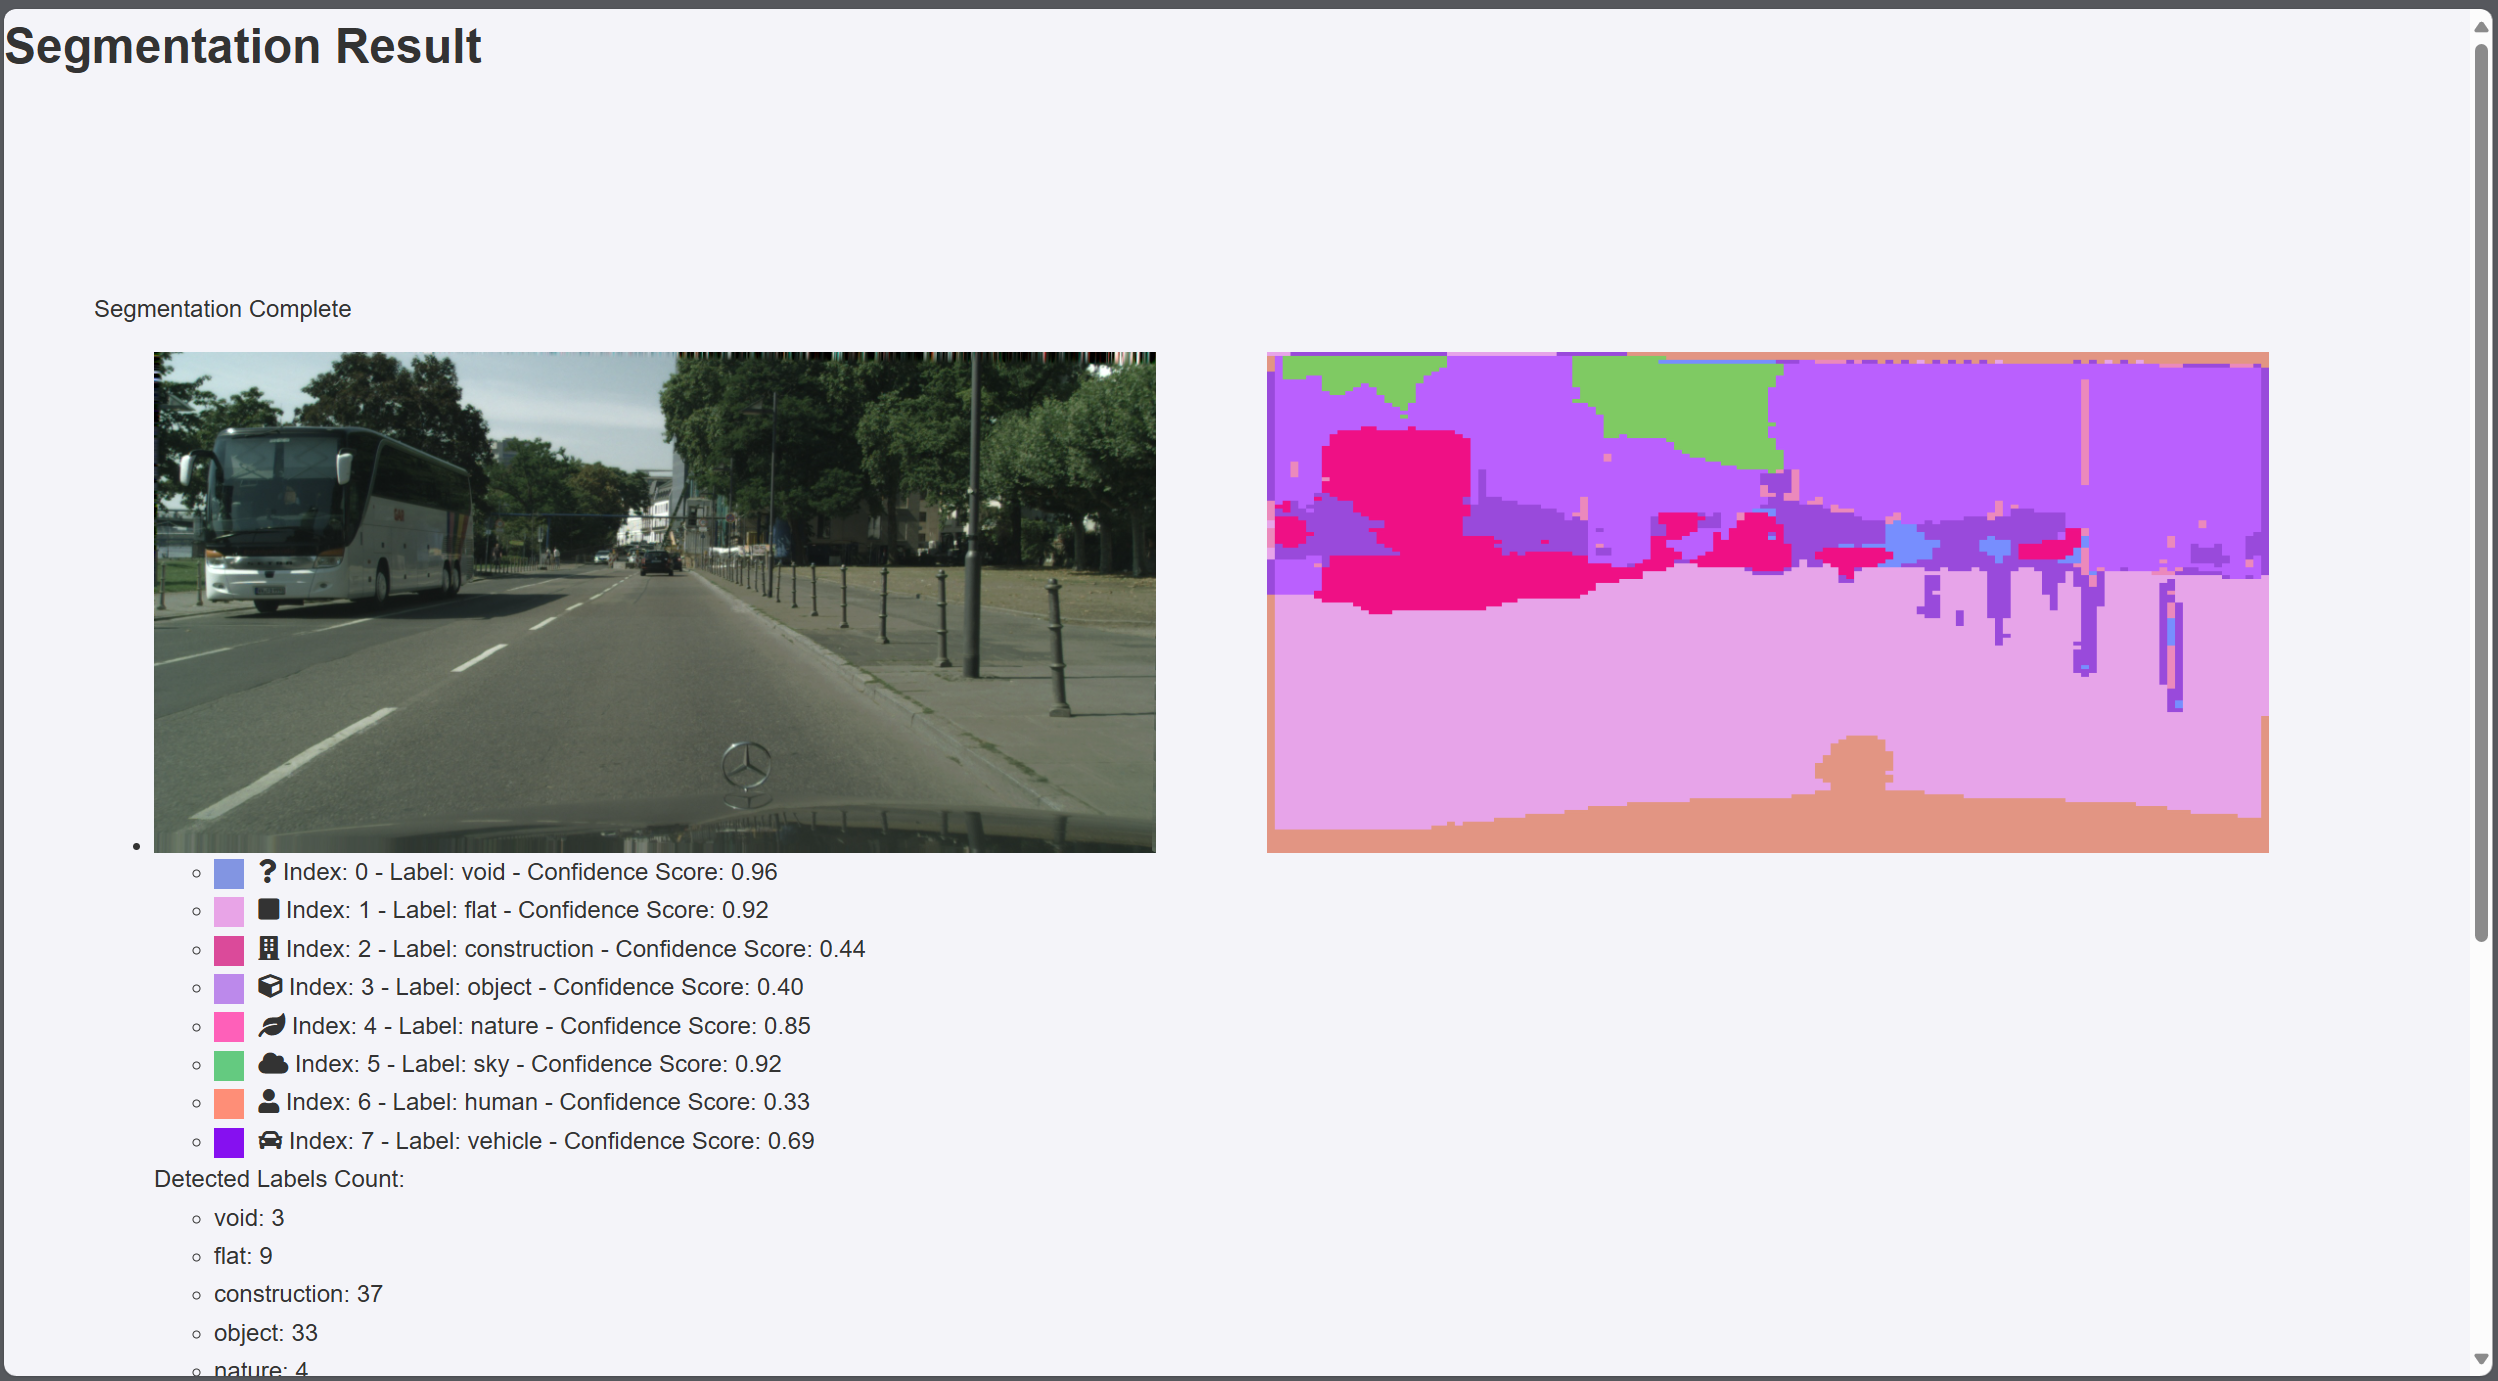 Segmentation Result
Segmentation Complete
Index: 0 - Label: void - Confidence Score: 0.96
Index: 1 - Label: flat - Confidence Score: 0.92
Index: 2 - Label: construction - Confidence Score: 0.44
Index: 3 - Label: object - Confidence Score: 0.40
Index: 4 - Label: nature - Confidence Score: 0.85
Index: 5 - Label: sky - Confidence Score: 0.92
Index: 6 - Label: human - Confidence Score: 0.33
Index: 7 - Label: vehicle - Confidence Score: 0.69
Detected Labels Count:
void: 3
flat: 9
construction: 37
object: 33
nature: 4